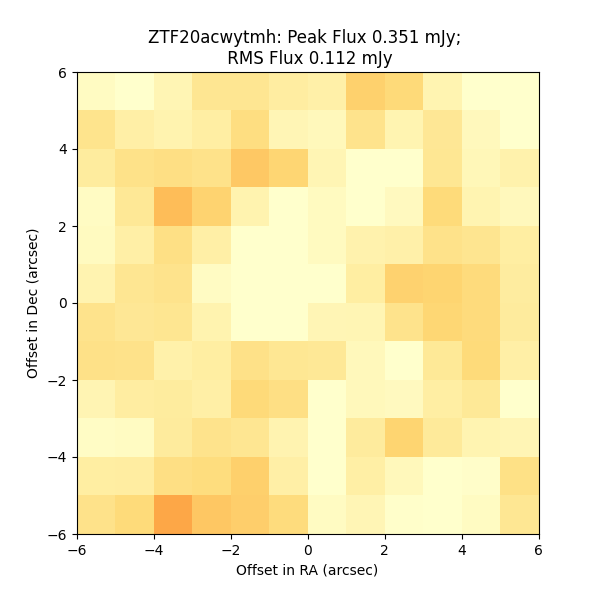 ZTF20acwytmh: Peak Flux 0.351 mJy;
RMS Flux 0.112 mJy
6
4
2
0
−2
−4
−6
Offset in Dec (arcsec)
−6 −4 −2 0 2 4 6
Offset in RA (arcsec)